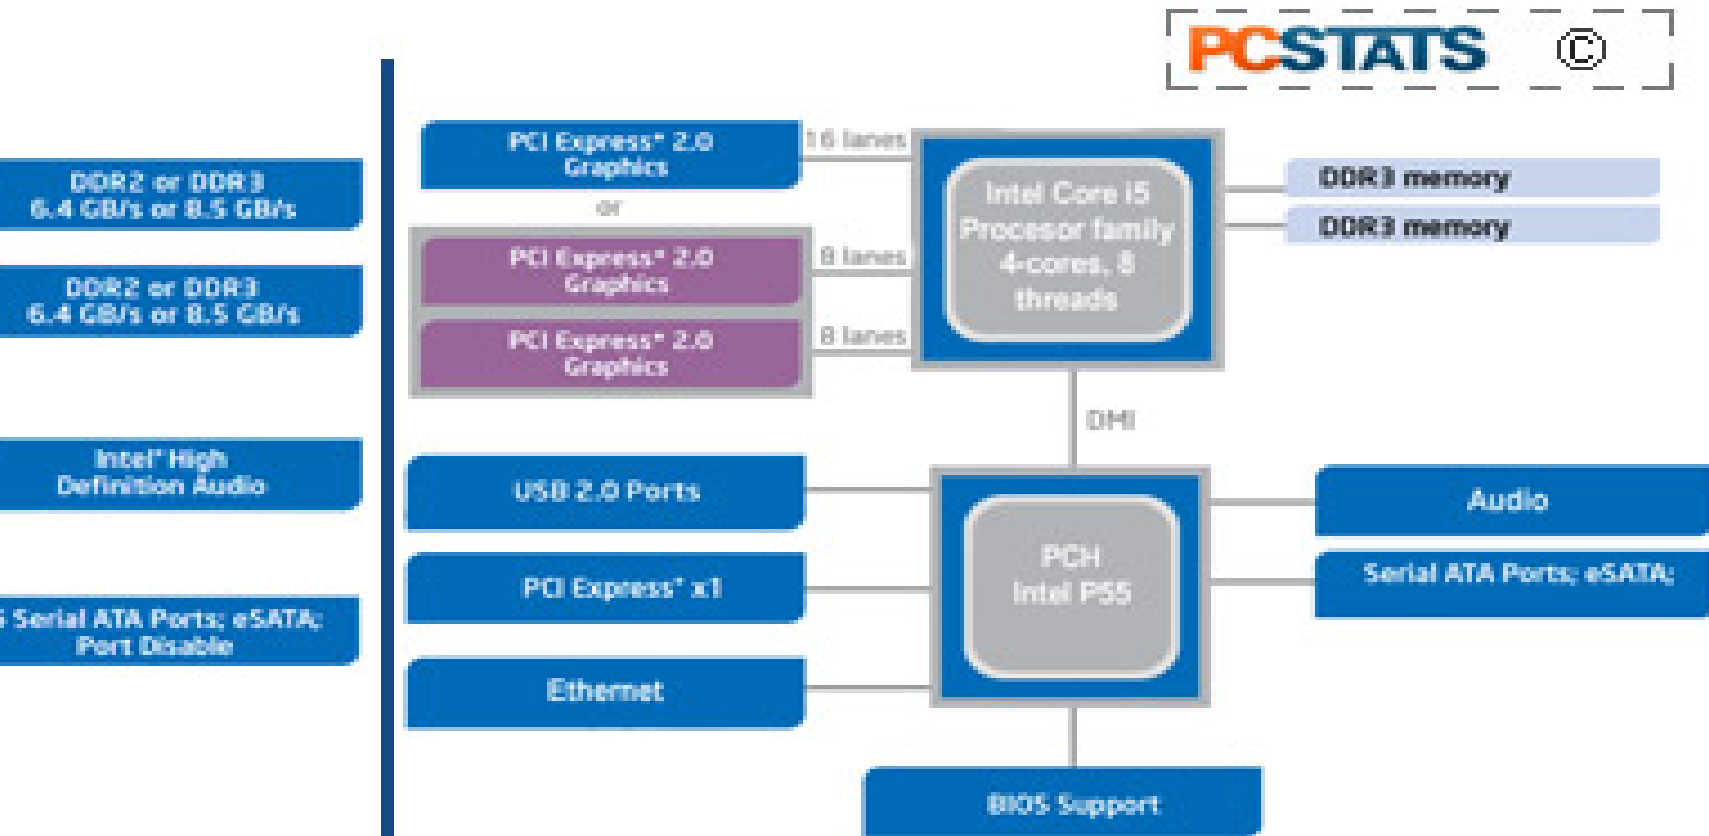 PCSTATS ©
DDR2 or DDR3
6.4 GB/s or 8.5 GB/s
DDR2 or DDR3
6.4 GB/s or 8.5 GB/s
Intel® High
Definition Audio
6 Serial ATA Ports; eSATA;
Port Disable
PCI Express* 2.0
Graphics
16 lanes
or
PCI Express* 2.0
Graphics
8 lanes
PCI Express* 2.0
Graphics
8 lanes
Intel Core i5
Procesor family
4-cores, 8
threads
DDR3 memory
DDR3 memory
DMI
USB 2.0 Ports
PCI Express* x1
Ethernet
PCH
Intel P55
Audio
Serial ATA Ports; eSATA;
BIOS Support